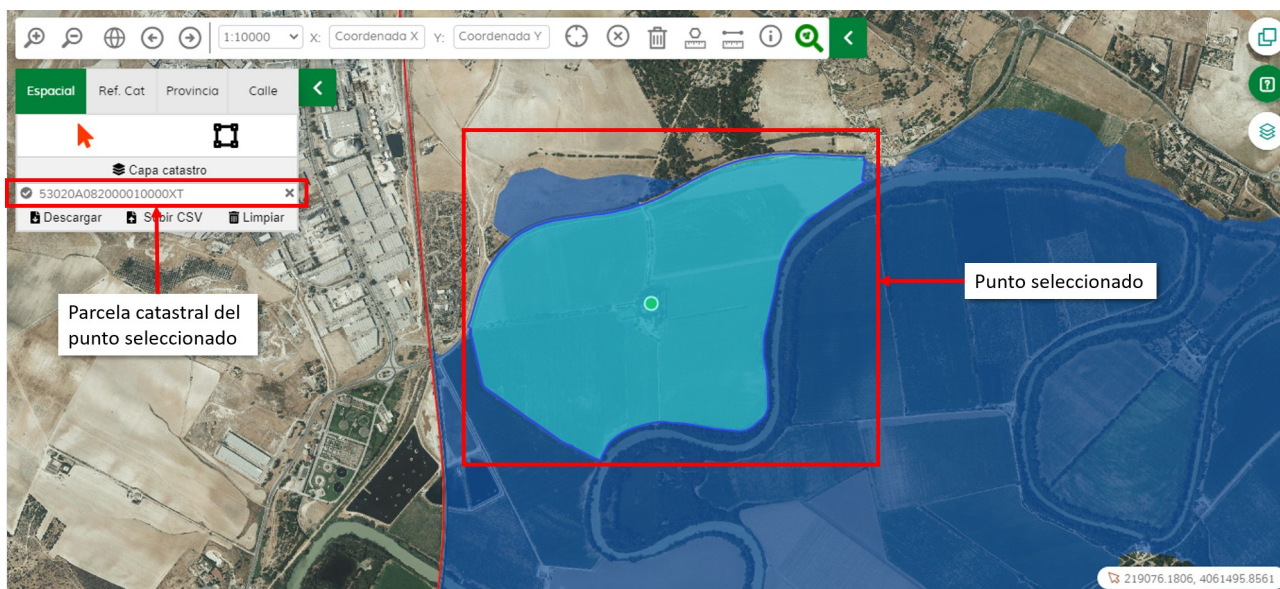 1:10000
X:
Coordenada X
Y:
Coordenada Y
Espacial
Ref. Cat
Provincia
Calle
Capa catastro
53020A082000010000XT
Descargar
Subir CSV
Limpiar
Parcela catastral del
punto seleccionado
Punto seleccionado
219076.1806, 4061495.8561